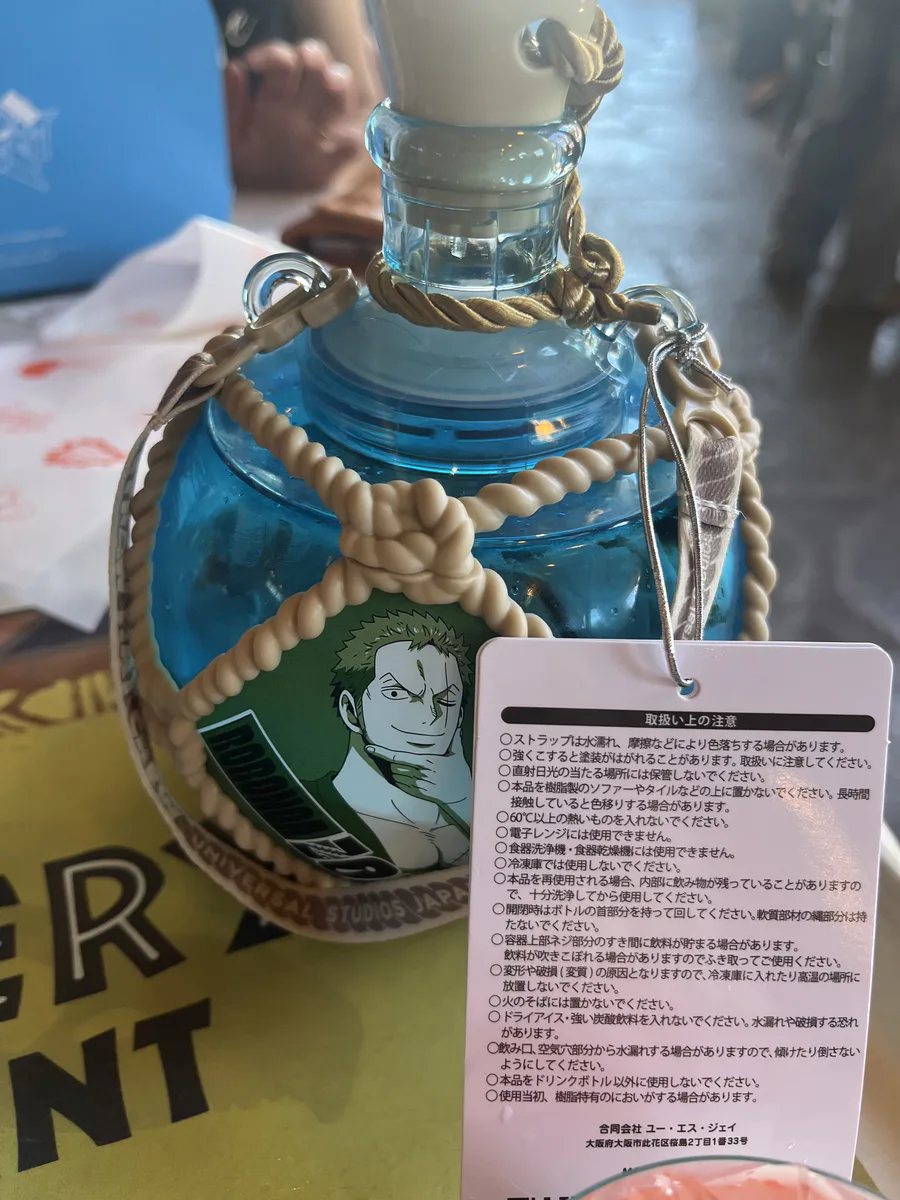 RORONOA
UNIVERSAL STUDIOS JAPA
ERY
NT
取扱い上の注意
○ストラップは水濡れ、摩擦などにより色落ちする場合があります。
○強くこすると塗装がはがれることがあります。取扱いに注意してください。
○直射日光の当たる場所には保管しないでください。
○本品を樹脂製のソファーやタイルなどの上に置かないでください。長時間
接触していると色移りする場合があります。
○60℃以上の熱いものを入れないでください。
○電子レンジには使用できません。
○食器洗浄機・食器乾燥機には使用できません。
○冷凍庫では使用しないでください。
○本品を再使用される場合、内部に飲み物が残っていることがありますの
で、十分洗浄してから使用してください。
○開閉時はボトルの首部分を持って回してください。軟質部材の縄部分は持
たないでください。
○容器上部ネジ部分のすき間に飲料が貯まる場合があります。
飲料が吹きこぼれる場合がありますのでふき取ってご使用ください。
○変形や破損(変質)の原因となりますので、冷凍庫に入れたり高温の場所に
放置しないでください。
○火のそばには置かないでください。
○ドライアイス・強い炭酸飲料を入れないでください。水漏れや破損する恐れ
があります。
○飲み口、空気穴部分から水漏れする場合がありますので、傾けたり倒さない
ようにしてください。
○本品をドリンクボトル以外に使用しないでください。
○使用当初、樹脂特有のにおいがする場合があります。
合同会社 ユー・エス・ジェイ
大阪府大阪市此花区桜島2丁目1番33号